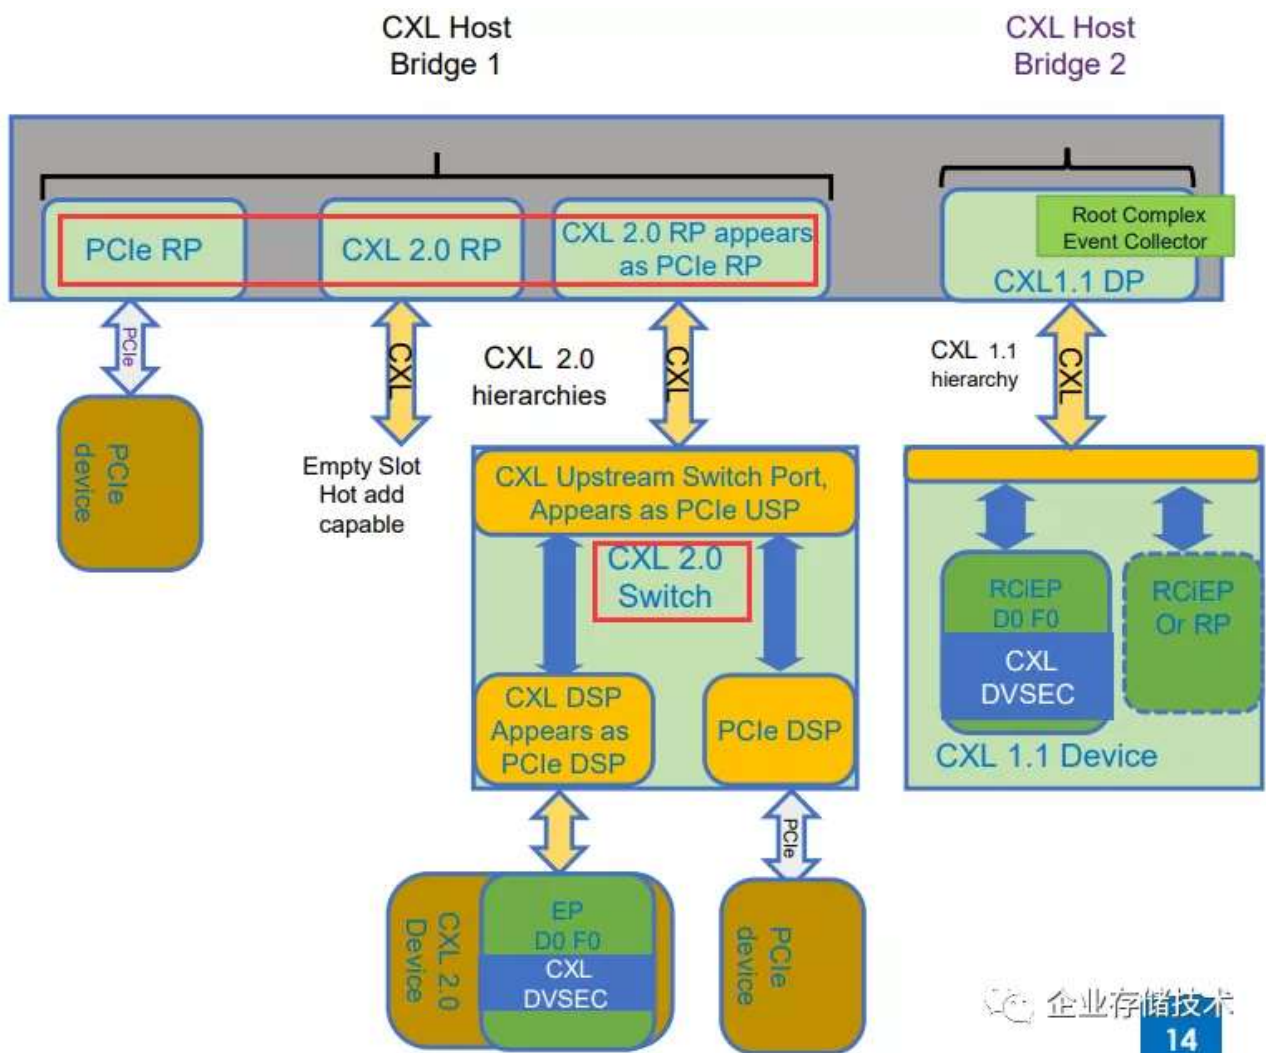 CXL Host
Bridge 1
CXL Host
Bridge 2
PCIe RP
CXL 2.0 RP
CXL 2.0 RP appears
as PCIe RP
Root Complex
Event Collector
CXL1.1 DP
PCIe
CXL
CXL 2.0
hierarchies
CXL
CXL 1.1
hierarchy
CXL
PCIe
device
Empty Slot
Hot add
capable
CXL Upstream Switch Port,
Appears as PCIe USP
CXL 2.0
Switch
RCiEP
D0 F0
CXL
DVSEC
RCiEP
Or RP
CXL 1.1 Device
CXL DSP
Appears as
PCIe DSP
PCIe DSP
PCIe
CXL 2.0
Device
EP
D0 F0
CXL
DVSEC
PCIe
device
企业存储技术
14